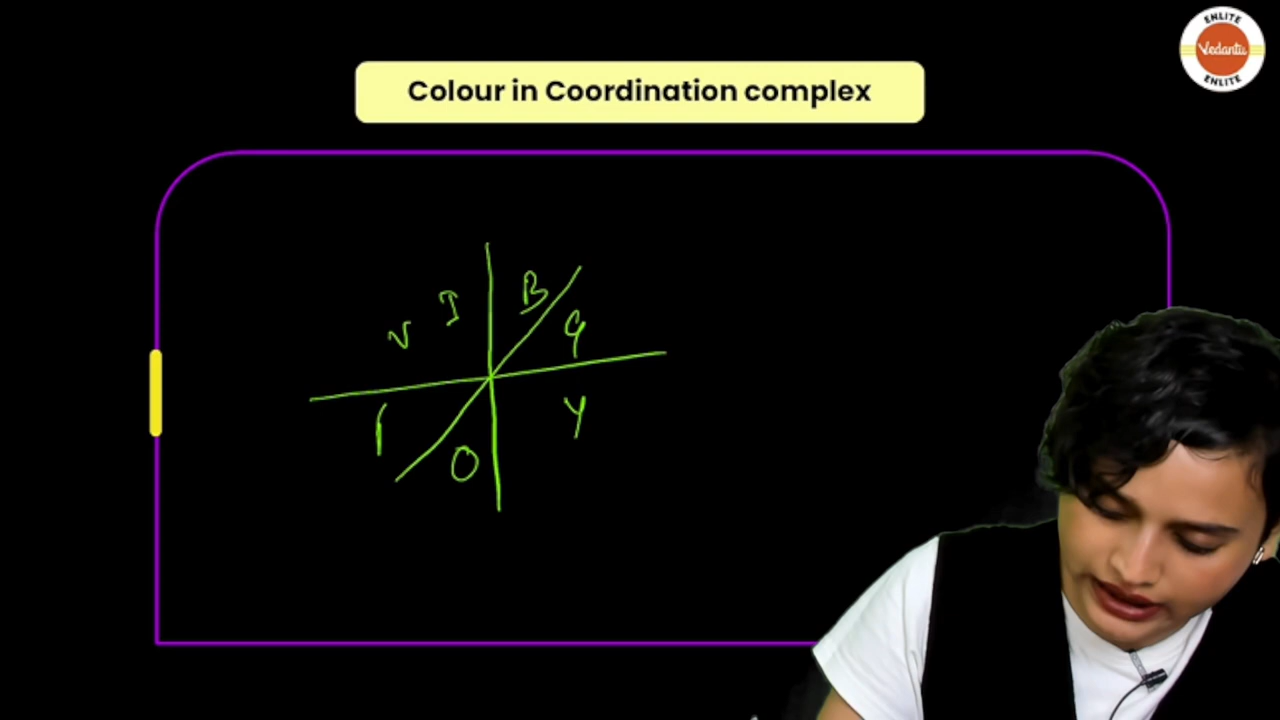 ENLITE
Vedantu
ENLITE
Colour in Coordination complex
B
V I
G
Y
O